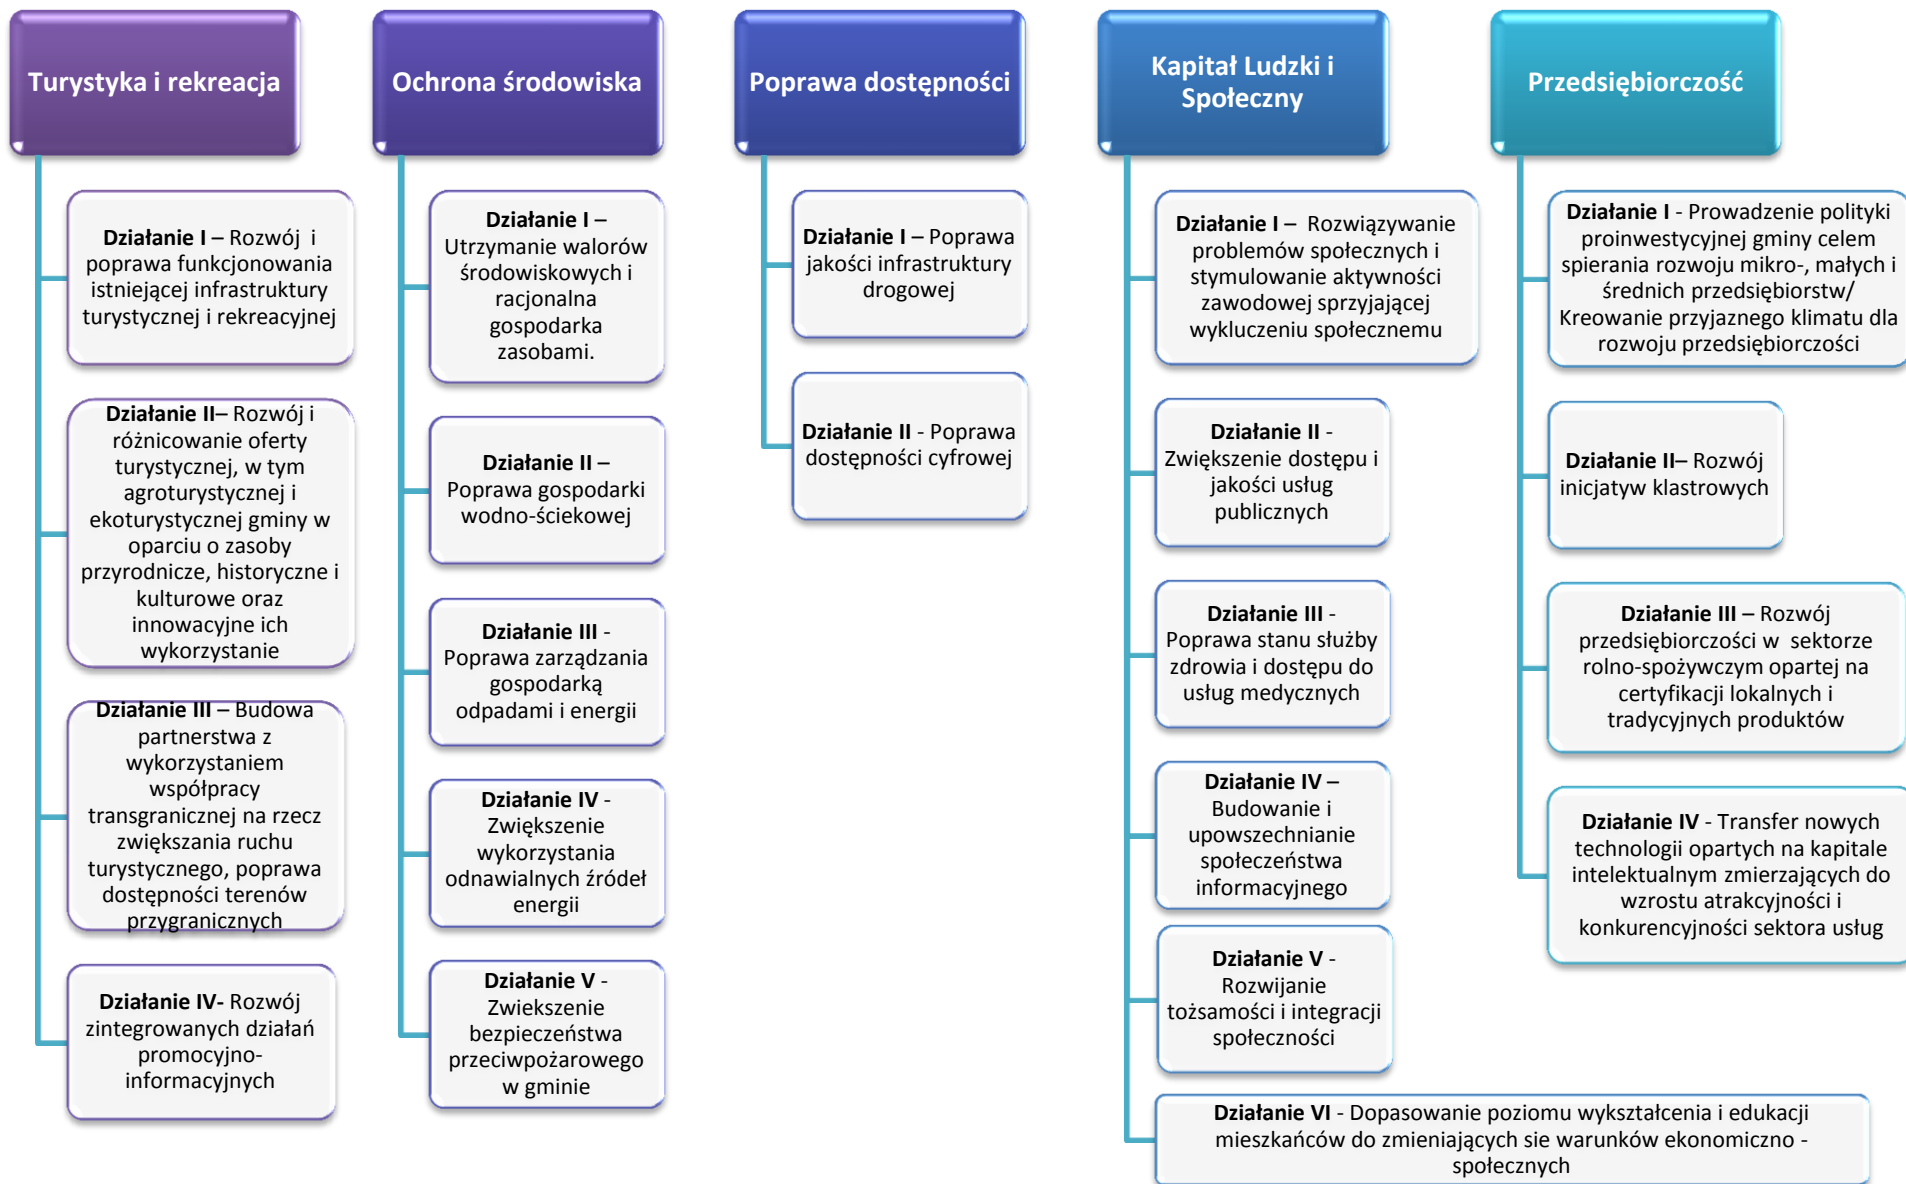 Turystyka i rekreacja
Działanie I – Rozwój i
poprawa funkcjonowania
istniejącej infrastruktury
turystycznej i rekreacyjnej
Działanie II– Rozwój i
różnicowanie oferty
turystycznej, w tym
agroturystycznej i
ekoturystycznej gminy w
oparciu o zasoby
przyrodnicze, historyczne i
kulturowe oraz
innowacyjne ich
wykorzystanie
Działanie III – Budowa
partnerstwa z
wykorzystaniem
współpracy
transgranicznej na rzecz
zwiększania ruchu
turystycznego, poprawa
dostępności terenów
przygranicznych
Działanie IV- Rozwój
zintegrowanych działań
promocyjno-
informacyjnych
Ochrona środowiska
Działanie I –
Utrzymanie walorów
środowiskowych i
racjonalna
gospodarka
zasobami.
Działanie II –
Poprawa gospodarki
wodno-ściekowej
Działanie III -
Poprawa zarządzania
gospodarką
odpadami i energii
Działanie IV -
Zwiększenie
wykorzystania
odnawialnych źródeł
energii
Działanie V -
Zwiekszenie
bezpieczeństwa
przeciwpożarowego
w gminie
Poprawa dostępności
Działanie I – Poprawa
jakości infrastruktury
drogowej
Działanie II - Poprawa
dostępności cyfrowej
Kapitał Ludzki i
Społeczny
Działanie I – Rozwiązywanie
problemów społecznych i
stymulowanie aktywności
zawodowej sprzyjającej
wykluczeniu społecznemu
Działanie II -
Zwiększenie dostępu i
jakości usług
publicznych
Działanie III -
Poprawa stanu służby
zdrowia i dostępu do
usług medycznych
Działanie IV –
Budowanie i
upowszechnianie
społeczeństwa
informacyjnego
Działanie V -
Rozwijanie
tożsamości i integracji
społeczności
Działanie VI - Dopasowanie poziomu wykształcenia i edukacji
mieszkańców do zmieniających sie warunków ekonomiczno -
społecznych
Przedsiębiorczość
Działanie I - Prowadzenie polityki
proinwestycyjnej gminy celem
spierania rozwoju mikro-, małych i
średnich przedsiębiorstw/
Kreowanie przyjaznego klimatu dla
rozwoju przedsiębiorczości
Działanie II– Rozwój
inicjatyw klastrowych
Działanie III – Rozwój
przedsiębiorczości w sektorze
rolno-spożywczym opartej na
certyfikacji lokalnych i
tradycyjnych produktów
Działanie IV - Transfer nowych
technologii opartych na kapitale
intelektualnym zmierzających do
wzrostu atrakcyjności i
konkurencyjności sektora usług